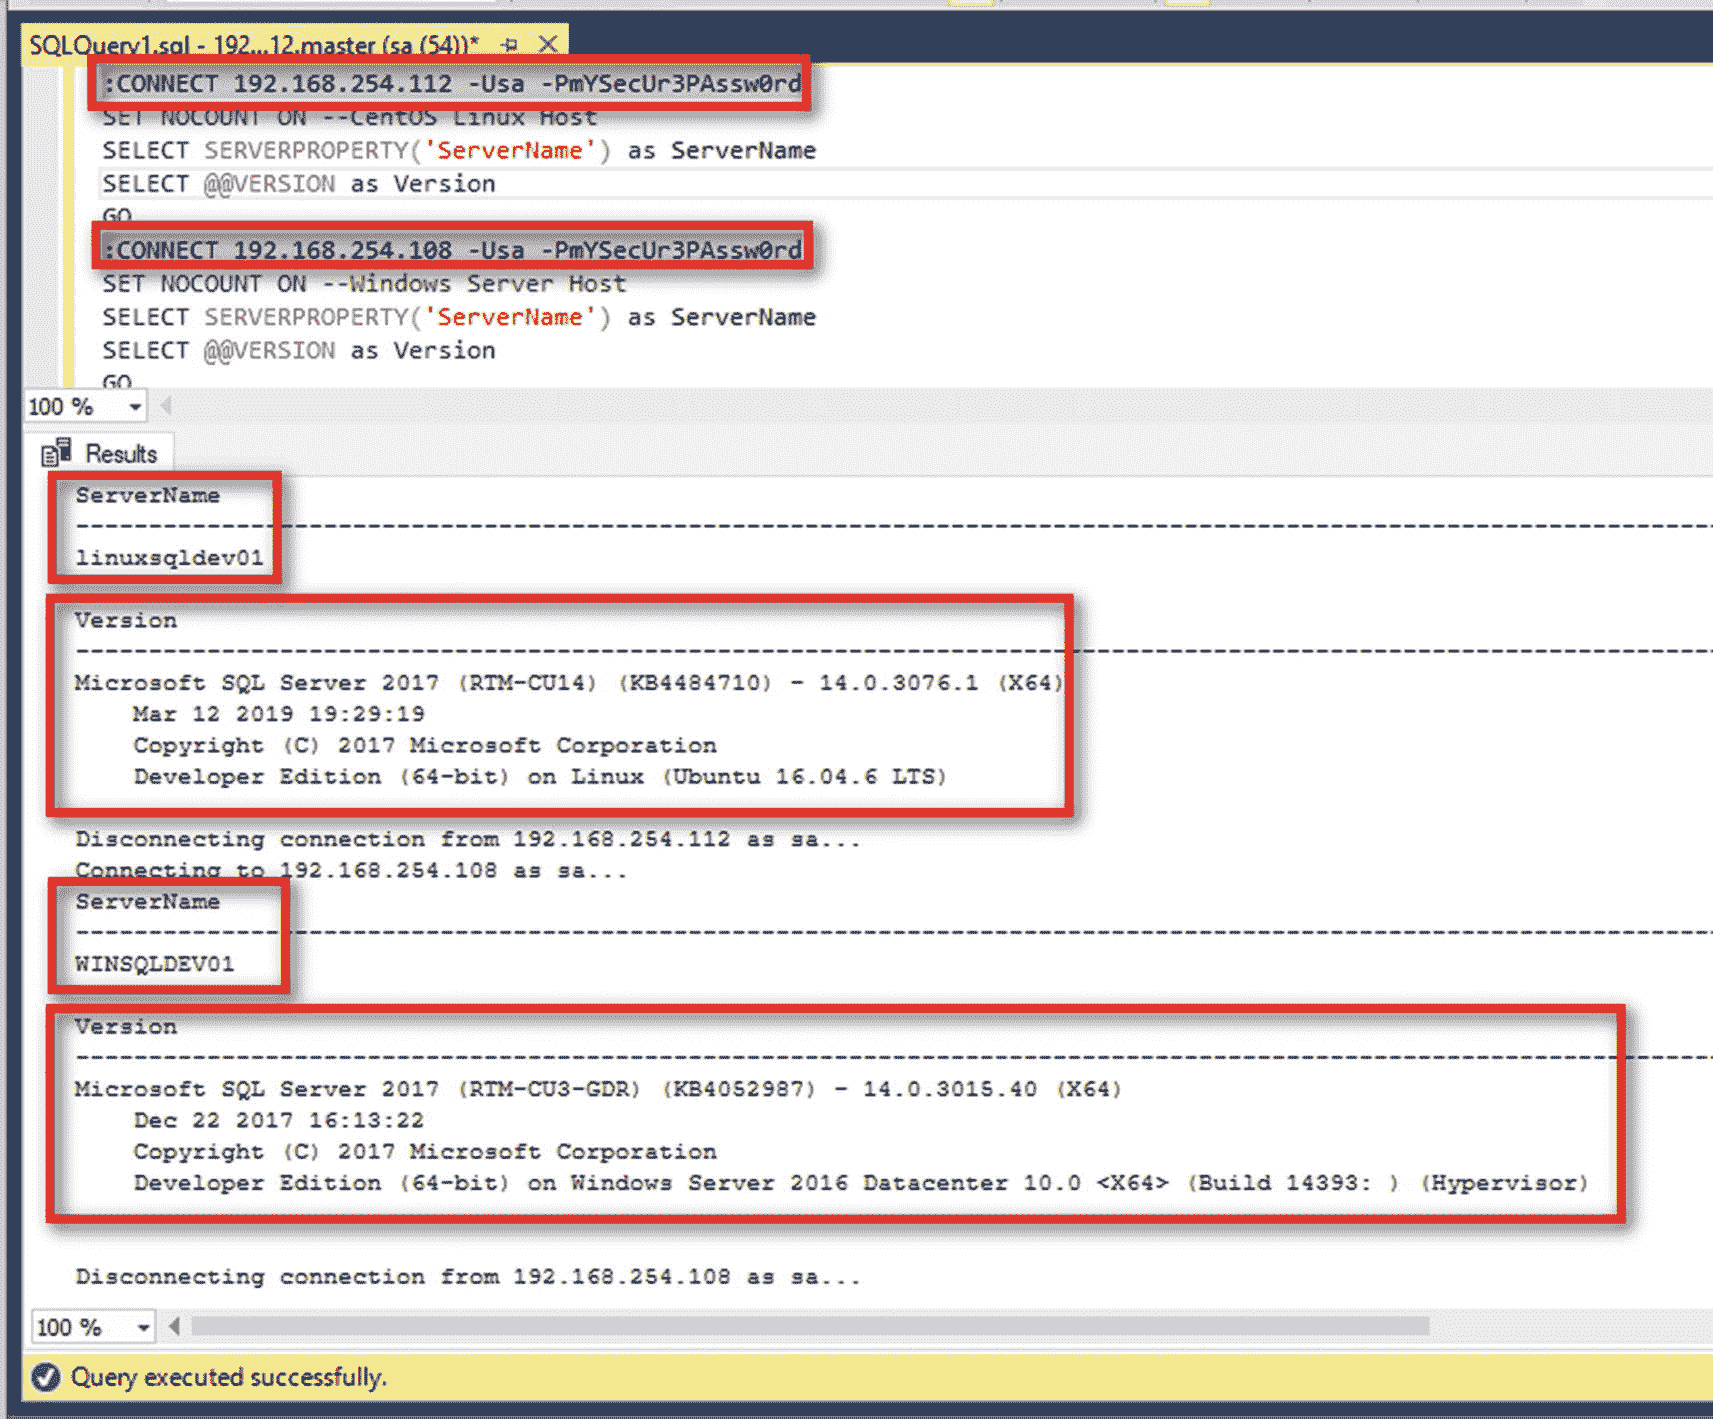 SQLQuery1.sql - 192...12.master (sa (54))*
:CONNECT 192.168.254.112 -Usa -PmYSecUr3PAssw0rd
SET NOCOUNT ON --CentOS Linux Host
SELECT SERVERPROPERTY('ServerName') as ServerName
SELECT @@VERSION as Version
GO
:CONNECT 192.168.254.108 -Usa -PmYSecUr3PAssw0rd
SET NOCOUNT ON --Windows Server Host
SELECT SERVERPROPERTY('ServerName') as ServerName
SELECT @@VERSION as Version
GO
100 %
Results
ServerName
linuxsqldev01
Version
Microsoft SQL Server 2017 (RTM-CU14) (KB4484710) - 14.0.3076.1 (X64)
Mar 12 2019 19:29:19
Copyright (C) 2017 Microsoft Corporation
Developer Edition (64-bit) on Linux (Ubuntu 16.04.6 LTS)
Disconnecting connection from 192.168.254.112 as sa...
Connecting to 192.168.254.108 as sa...
ServerName
WINSQLDEV01
Version
Microsoft SQL Server 2017 (RTM-CU3-GDR) (KB4052987) - 14.0.3015.40 (X64)
Dec 22 2017 16:13:22
Copyright (C) 2017 Microsoft Corporation
Developer Edition (64-bit) on Windows Server 2016 Datacenter 10.0 <X64> (Build 14393: ) (Hypervisor)
Disconnecting connection from 192.168.254.108 as sa...
100 %
Query executed successfully.